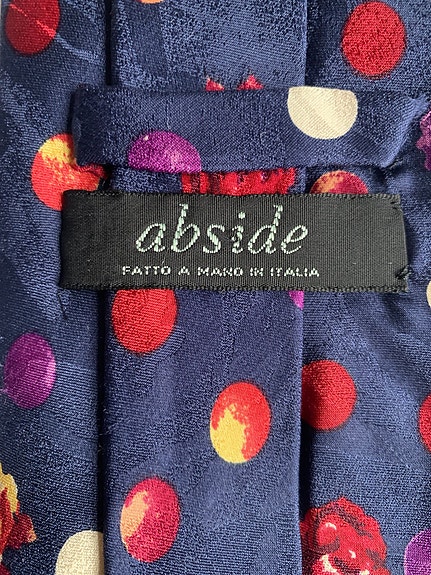 abside
FATTO A MANO IN ITALIA